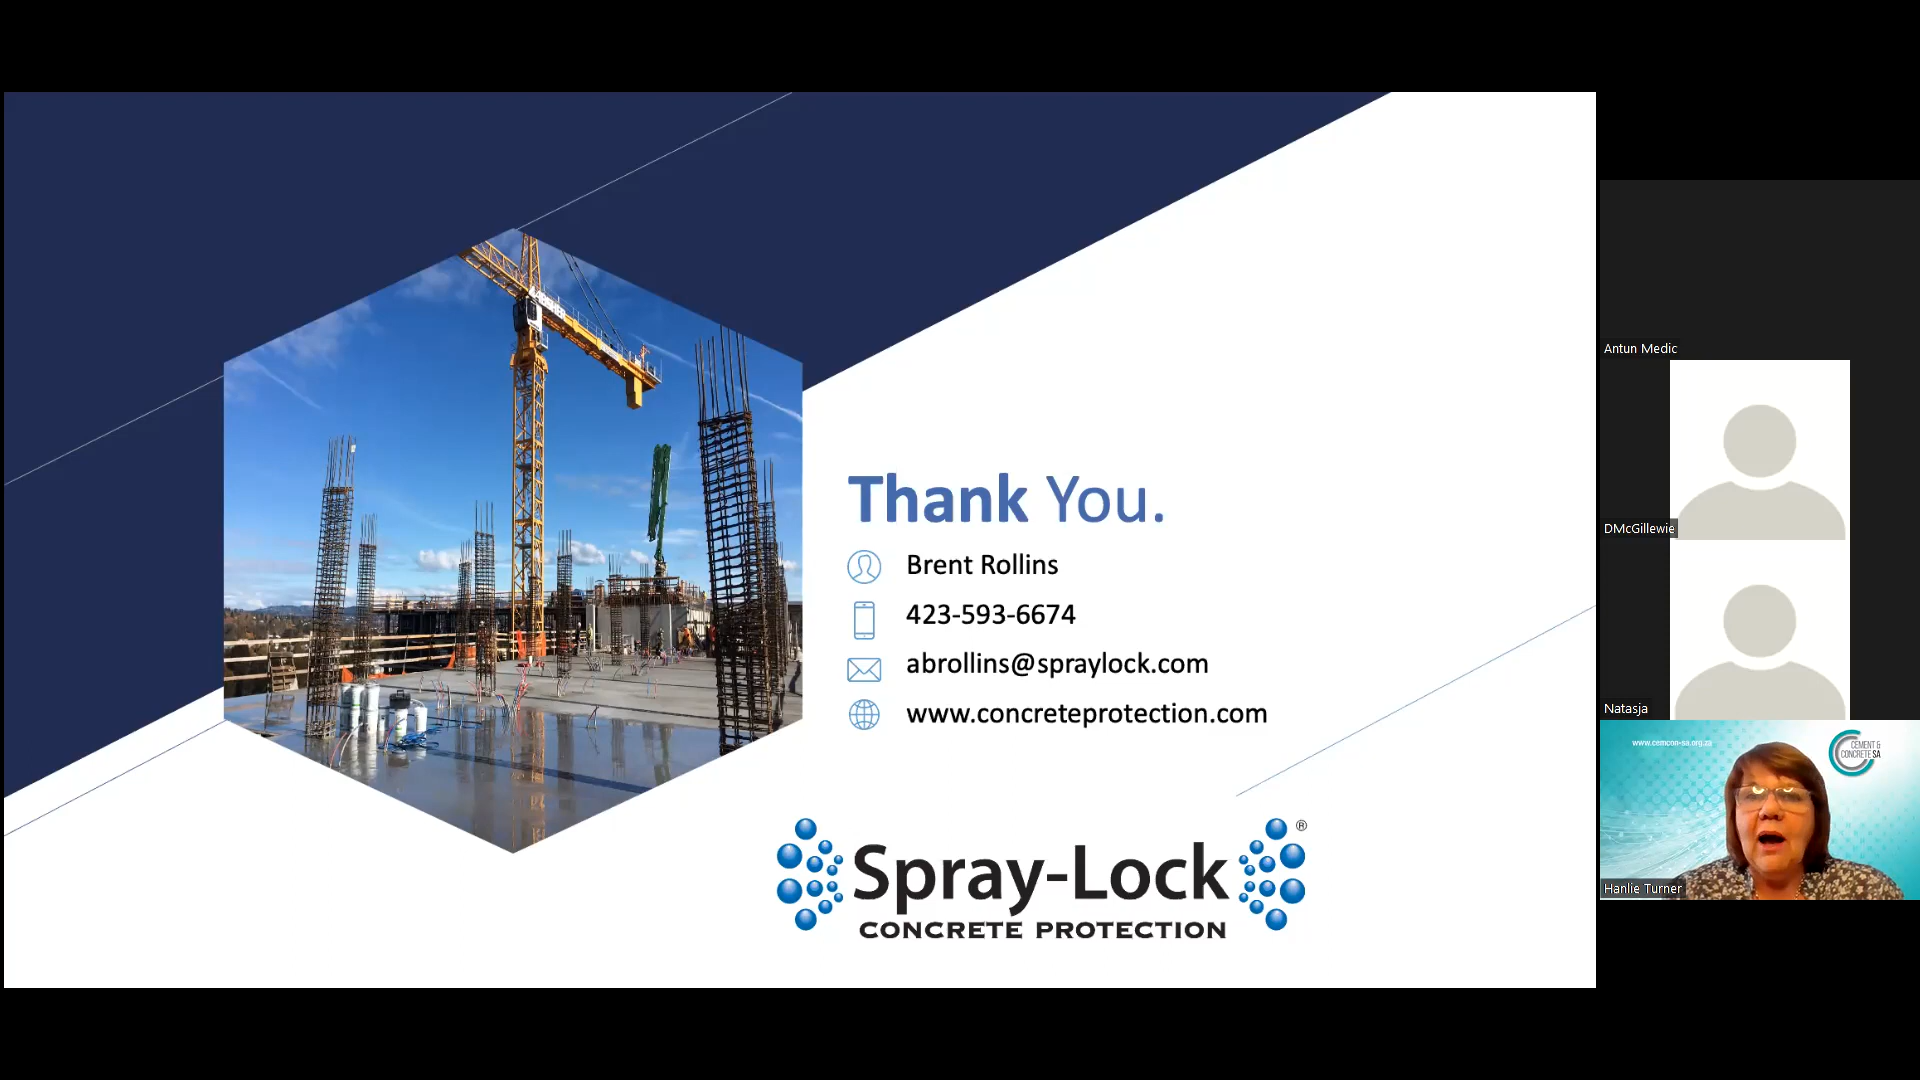 Thank You.
Brent Rollins
423-593-6674
abrollins@spraylock.com
www.concreteprotection.com
Spray-Lock®
CONCRETE PROTECTION
Antun Medic
DMcGillewie
Natasja
www.cemcon-sa.org.za
CEMENT &
CONCRETE SA
Hanlie Turner